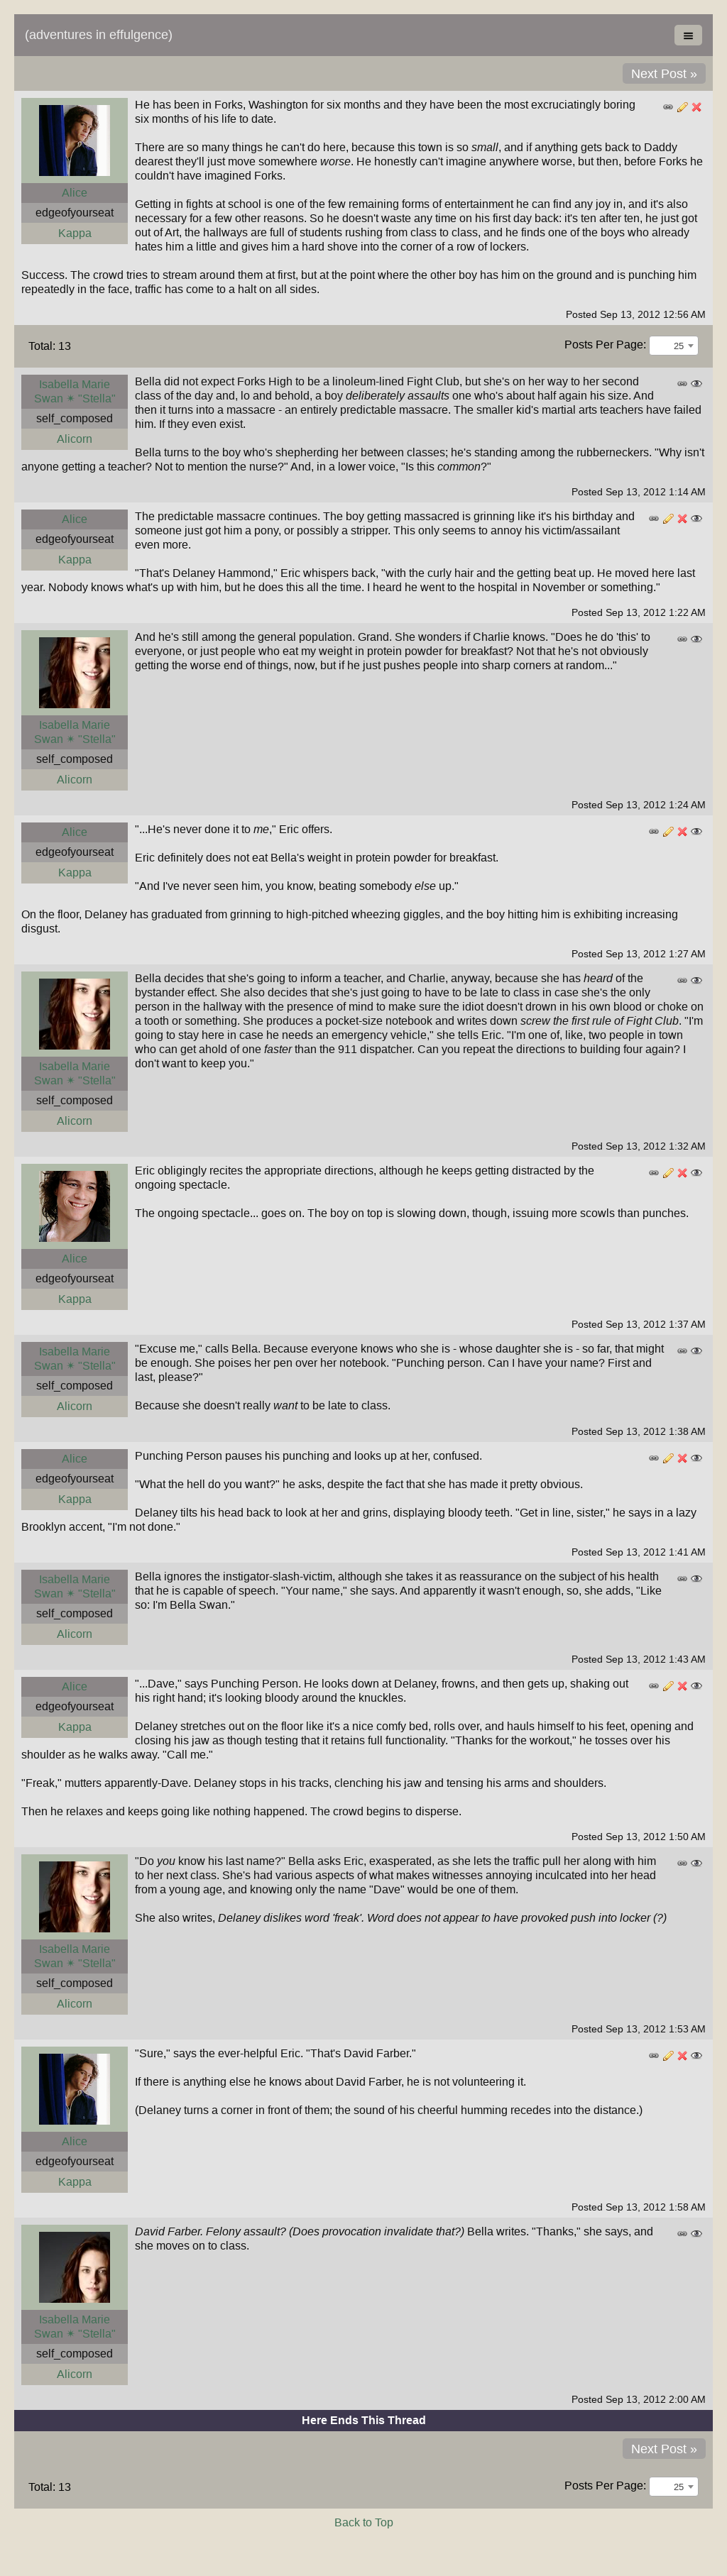 (adventures in effulgence)
Next Post »
Alice
edgeofyourseat
Kappa
He has been in Forks, Washington for six months and they have been the most excruciatingly boring
six months of his life to date.
There are so many things he can't do here, because this town is so small, and if anything gets back to Daddy
dearest they'll just move somewhere worse. He honestly can't imagine anywhere worse, but then, before Forks he
couldn't have imagined Forks.
Getting in fights at school is one of the few remaining forms of entertainment he can find any joy in, and it's also
necessary for a few other reasons. So he doesn't waste any time on his first day back: it's ten after ten, he just got
out of Art, the hallways are full of students rushing from class to class, and he finds one of the boys who already
hates him a little and gives him a hard shove into the corner of a row of lockers.
Success. The crowd tries to stream around them at first, but at the point where the other boy has him on the ground and is punching him
repeatedly in the face, traffic has come to a halt on all sides.
Posted Sep 13, 2012 12:56 AM
Total: 13
Posts Per Page: 25
Isabella Marie
Swan ✴ "Stella"
self_composed
Alicorn
Bella did not expect Forks High to be a linoleum-lined Fight Club, but she's on her way to her second
class of the day and, lo and behold, a boy deliberately assaults one who's about half again his size. And
then it turns into a massacre - an entirely predictable massacre. The smaller kid's martial arts teachers have failed
him. If they even exist.
Bella turns to the boy who's shepherding her between classes; he's standing among the rubberneckers. "Why isn't
anyone getting a teacher? Not to mention the nurse?" And, in a lower voice, "Is this common?"
Posted Sep 13, 2012 1:14 AM
Alice
edgeofyourseat
Kappa
The predictable massacre continues. The boy getting massacred is grinning like it's his birthday and
someone just got him a pony, or possibly a stripper. This only seems to annoy his victim/assailant
even more.
"That's Delaney Hammond," Eric whispers back, "with the curly hair and the getting beat up. He moved here last
year. Nobody knows what's up with him, but he does this all the time. I heard he went to the hospital in November or something."
Posted Sep 13, 2012 1:22 AM
Isabella Marie
Swan ✴ "Stella"
self_composed
Alicorn
And he's still among the general population. Grand. She wonders if Charlie knows. "Does he do 'this' to
everyone, or just people who eat my weight in protein powder for breakfast? Not that he's not obviously
getting the worse end of things, now, but if he just pushes people into sharp corners at random..."
Posted Sep 13, 2012 1:24 AM
Alice
edgeofyourseat
Kappa
"...He's never done it to me," Eric offers.
Eric definitely does not eat Bella's weight in protein powder for breakfast.
"And I've never seen him, you know, beating somebody else up."
On the floor, Delaney has graduated from grinning to high-pitched wheezing giggles, and the boy hitting him is exhibiting increasing
disgust.
Posted Sep 13, 2012 1:27 AM
Isabella Marie
Swan ✴ "Stella"
self_composed
Alicorn
Bella decides that she's going to inform a teacher, and Charlie, anyway, because she has heard of the
bystander effect. She also decides that she's just going to have to be late to class in case she's the only
person in the hallway with the presence of mind to make sure the idiot doesn't drown in his own blood or choke on
a tooth or something. She produces a pocket-size notebook and writes down screw the first rule of Fight Club. "I'm
going to stay here in case he needs an emergency vehicle," she tells Eric. "I'm one of, like, two people in town
who can get ahold of one faster than the 911 dispatcher. Can you repeat the directions to building four again? I
don't want to keep you."
Posted Sep 13, 2012 1:32 AM
Alice
edgeofyourseat
Kappa
Eric obligingly recites the appropriate directions, although he keeps getting distracted by the
ongoing spectacle.
The ongoing spectacle... goes on. The boy on top is slowing down, though, issuing more scowls than punches.
Posted Sep 13, 2012 1:37 AM
Isabella Marie
Swan ✴ "Stella"
self_composed
Alicorn
"Excuse me," calls Bella. Because everyone knows who she is - whose daughter she is - so far, that might
be enough. She poises her pen over her notebook. "Punching person. Can I have your name? First and
last, please?"
Because she doesn't really want to be late to class.
Posted Sep 13, 2012 1:38 AM
Alice
edgeofyourseat
Kappa
Punching Person pauses his punching and looks up at her, confused.
"What the hell do you want?" he asks, despite the fact that she has made it pretty obvious.
Delaney tilts his head back to look at her and grins, displaying bloody teeth. "Get in line, sister," he says in a lazy
Brooklyn accent, "I'm not done."
Posted Sep 13, 2012 1:41 AM
Isabella Marie
Swan ✴ "Stella"
self_composed
Alicorn
Bella ignores the instigator-slash-victim, although she takes it as reassurance on the subject of his health
that he is capable of speech. "Your name," she says. And apparently it wasn't enough, so, she adds, "Like
so: I'm Bella Swan."
Posted Sep 13, 2012 1:43 AM
Alice
edgeofyourseat
Kappa
"...Dave," says Punching Person. He looks down at Delaney, frowns, and then gets up, shaking out
his right hand; it's looking bloody around the knuckles.
Delaney stretches out on the floor like it's a nice comfy bed, rolls over, and hauls himself to his feet, opening and
closing his jaw as though testing that it retains full functionality. "Thanks for the workout," he tosses over his
shoulder as he walks away. "Call me."
"Freak," mutters apparently-Dave. Delaney stops in his tracks, clenching his jaw and tensing his arms and shoulders.
Then he relaxes and keeps going like nothing happened. The crowd begins to disperse.
Posted Sep 13, 2012 1:50 AM
Isabella Marie
Swan ✴ "Stella"
self_composed
Alicorn
"Do you know his last name?" Bella asks Eric, exasperated, as she lets the traffic pull her along with him
to her next class. She's had various aspects of what makes witnesses annoying inculcated into her head
from a young age, and knowing only the name "Dave" would be one of them.
She also writes, Delaney dislikes word 'freak'. Word does not appear to have provoked push into locker (?)
Posted Sep 13, 2012 1:53 AM
Alice
edgeofyourseat
Kappa
"Sure," says the ever-helpful Eric. "That's David Farber."
If there is anything else he knows about David Farber, he is not volunteering it.
(Delaney turns a corner in front of them; the sound of his cheerful humming recedes into the distance.)
Posted Sep 13, 2012 1:58 AM
Isabella Marie
Swan ✴ "Stella"
self_composed
Alicorn
David Farber. Felony assault? (Does provocation invalidate that?) Bella writes. "Thanks," she says, and
she moves on to class.
Posted Sep 13, 2012 2:00 AM
Here Ends This Thread
Next Post »
Total: 13
Posts Per Page: 25
Back to Top